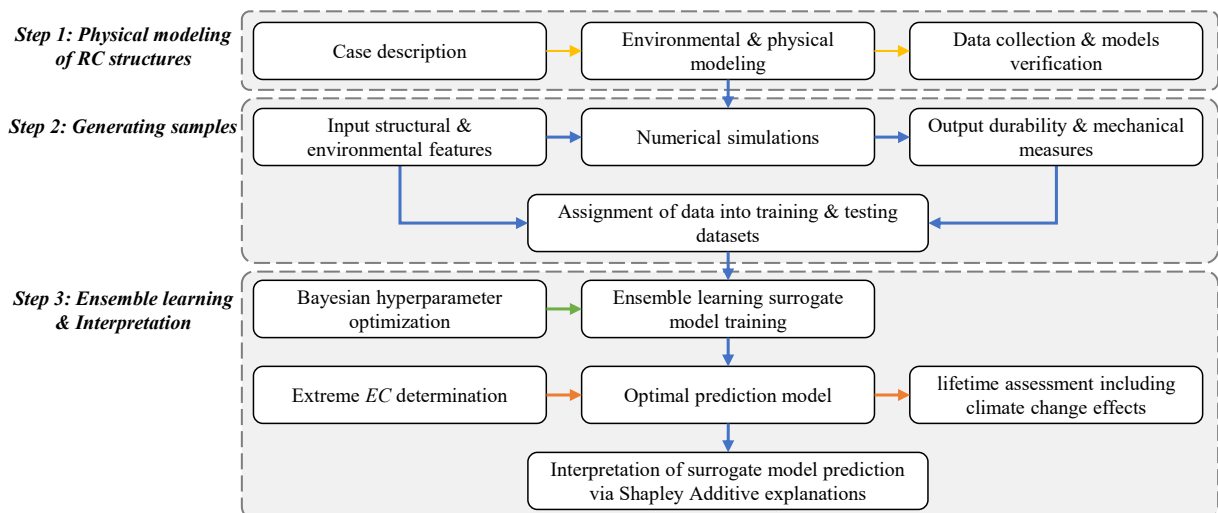 Step 1: Physical modeling
of RC structures
Case description
Environmental & physical
modeling
Data collection & models
verification
Step 2: Generating samples
Input structural &
environmental features
Numerical simulations
Output durability & mechanical
measures
Assignment of data into training & testing
datasets
Step 3: Ensemble learning
& Interpretation
Bayesian hyperparameter
optimization
Ensemble learning surrogate
model training
Extreme EC determination
Optimal prediction model
lifetime assessment including
climate change effects
Interpretation of surrogate model prediction
via Shapley Additive explanations